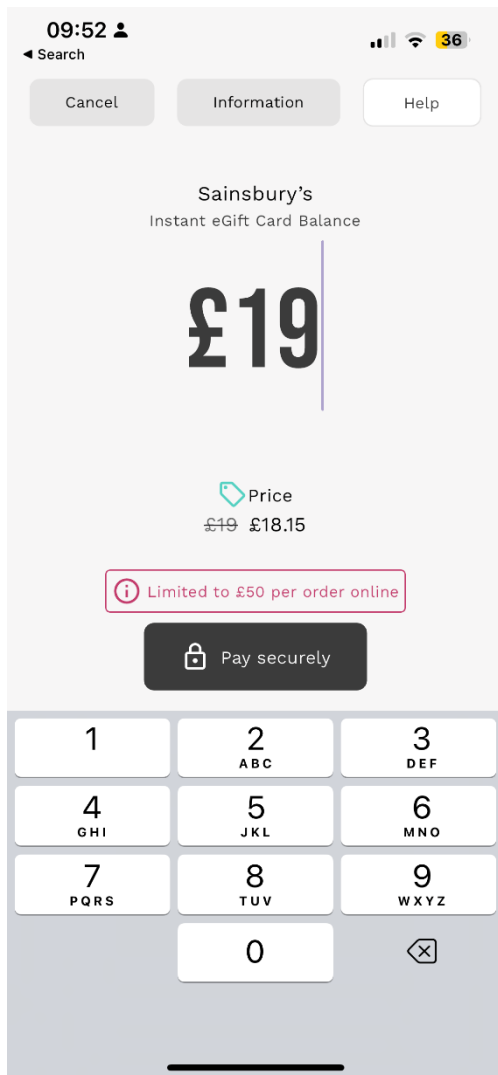 09:52
36
◀ Search
Cancel Information Help
Sainsbury's
Instant eGift Card Balance
£19
Price
£19 £18.15
Limited to £50 per order online
Pay securely
1 2 3
ABC DEF
4 5 6
GHI JKL MNO
7 8 9
PQRS TUV WXYZ
0